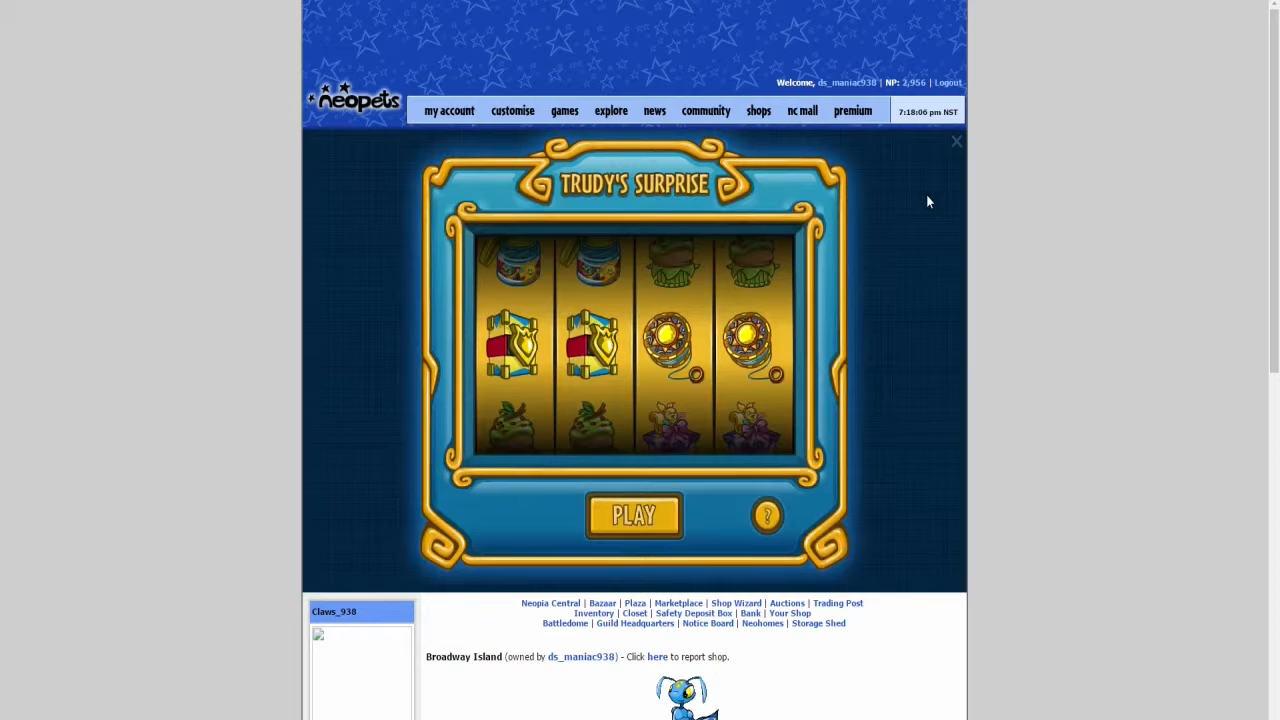 Welcome, ds_maniac938 | NP: 2,956 | Logout
neopets
my account customise games explore news community shops nc mall premium 7:18:06 pm NST
TRUDY'S SURPRISE
PLAY ?
Claws_938
Neopia Central | Bazaar | Plaza | Marketplace | Shop Wizard | Auctions | Trading Post
Inventory | Closet | Safety Deposit Box | Bank | Your Shop
Battledome | Guild Headquarters | Notice Board | Neohomes | Storage Shed
Broadway Island (owned by ds_maniac938) - Click here to report shop.